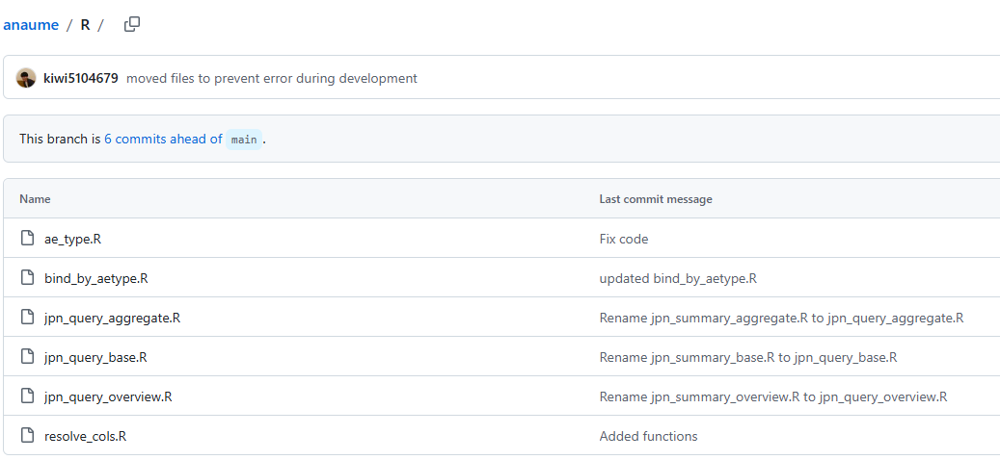 anaume / R /
kiwi5104679 moved files to prevent error during development
This branch is 6 commits ahead of main .
Name Last commit message
ae_type.R Fix code
bind_by_aetype.R updated bind_by_aetype.R
jpn_query_aggregate.R Rename jpn_summary_aggregate.R to jpn_query_aggregate.R
jpn_query_base.R Rename jpn_summary_base.R to jpn_query_base.R
jpn_query_overview.R Rename jpn_summary_overview.R to jpn_query_overview.R
resolve_cols.R Added functions